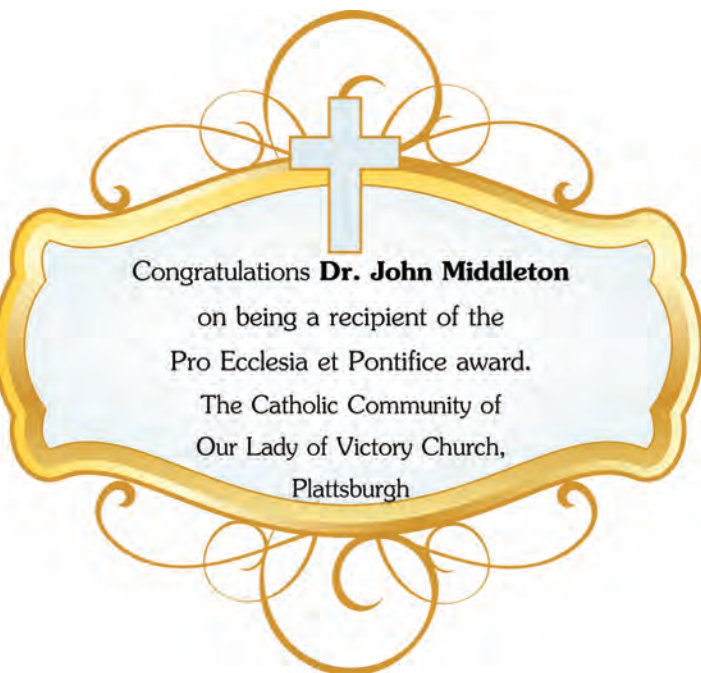 Congratulations Dr. John Middleton
on being a recipient of the
Pro Ecclesia et Pontifice award.
The Catholic Community of
Our Lady of Victory Church,
Plattsburgh